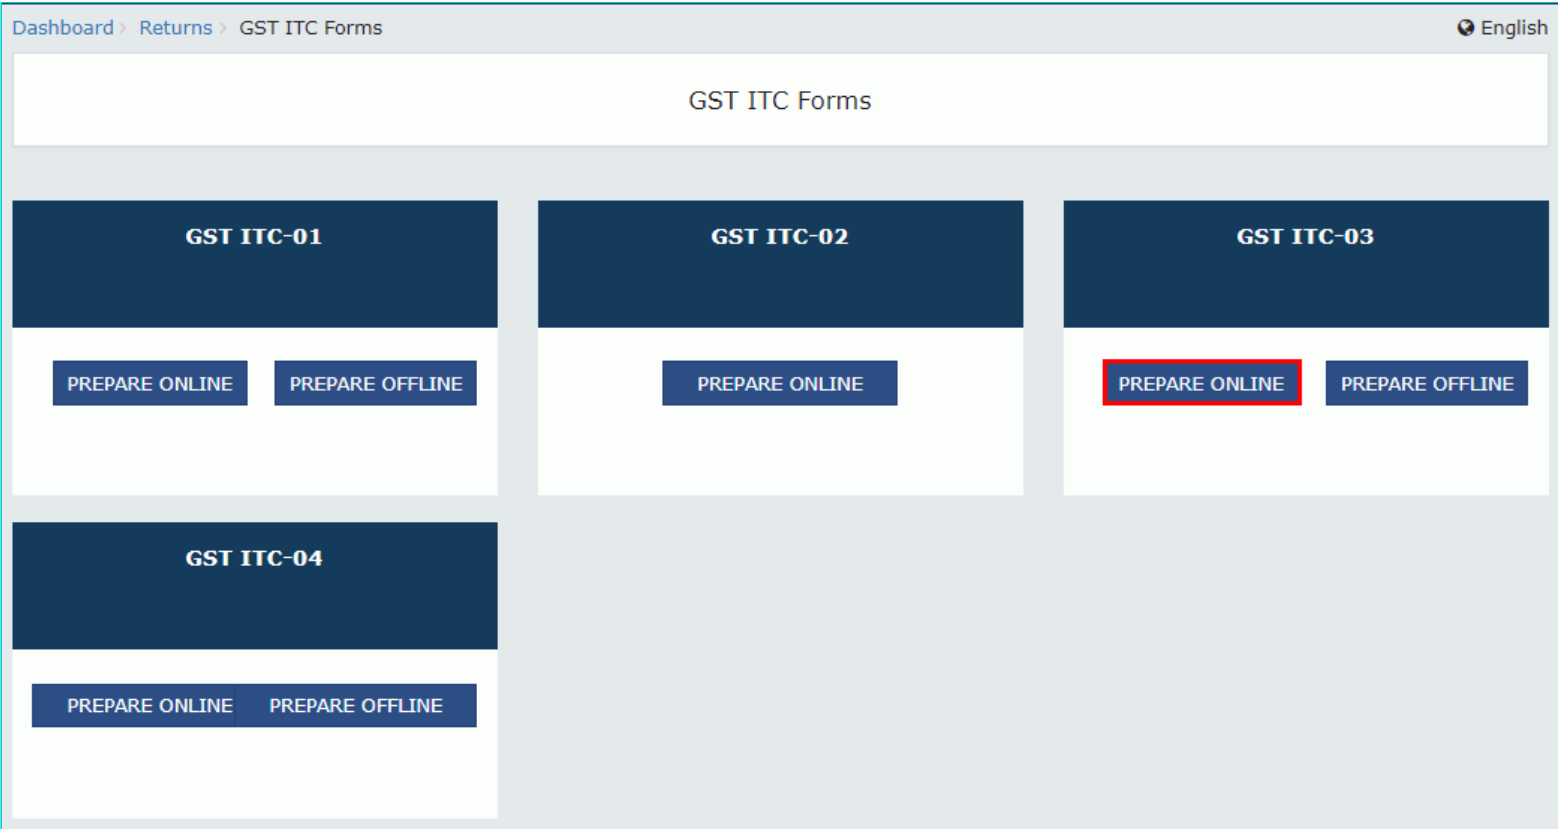 Dashboard > Returns > GST ITC Forms
English
GST ITC Forms
GST ITC-01
GST ITC-02
GST ITC-03
PREPARE ONLINE
PREPARE OFFLINE
PREPARE ONLINE
PREPARE ONLINE
PREPARE OFFLINE
GST ITC-04
PREPARE ONLINE
PREPARE OFFLINE